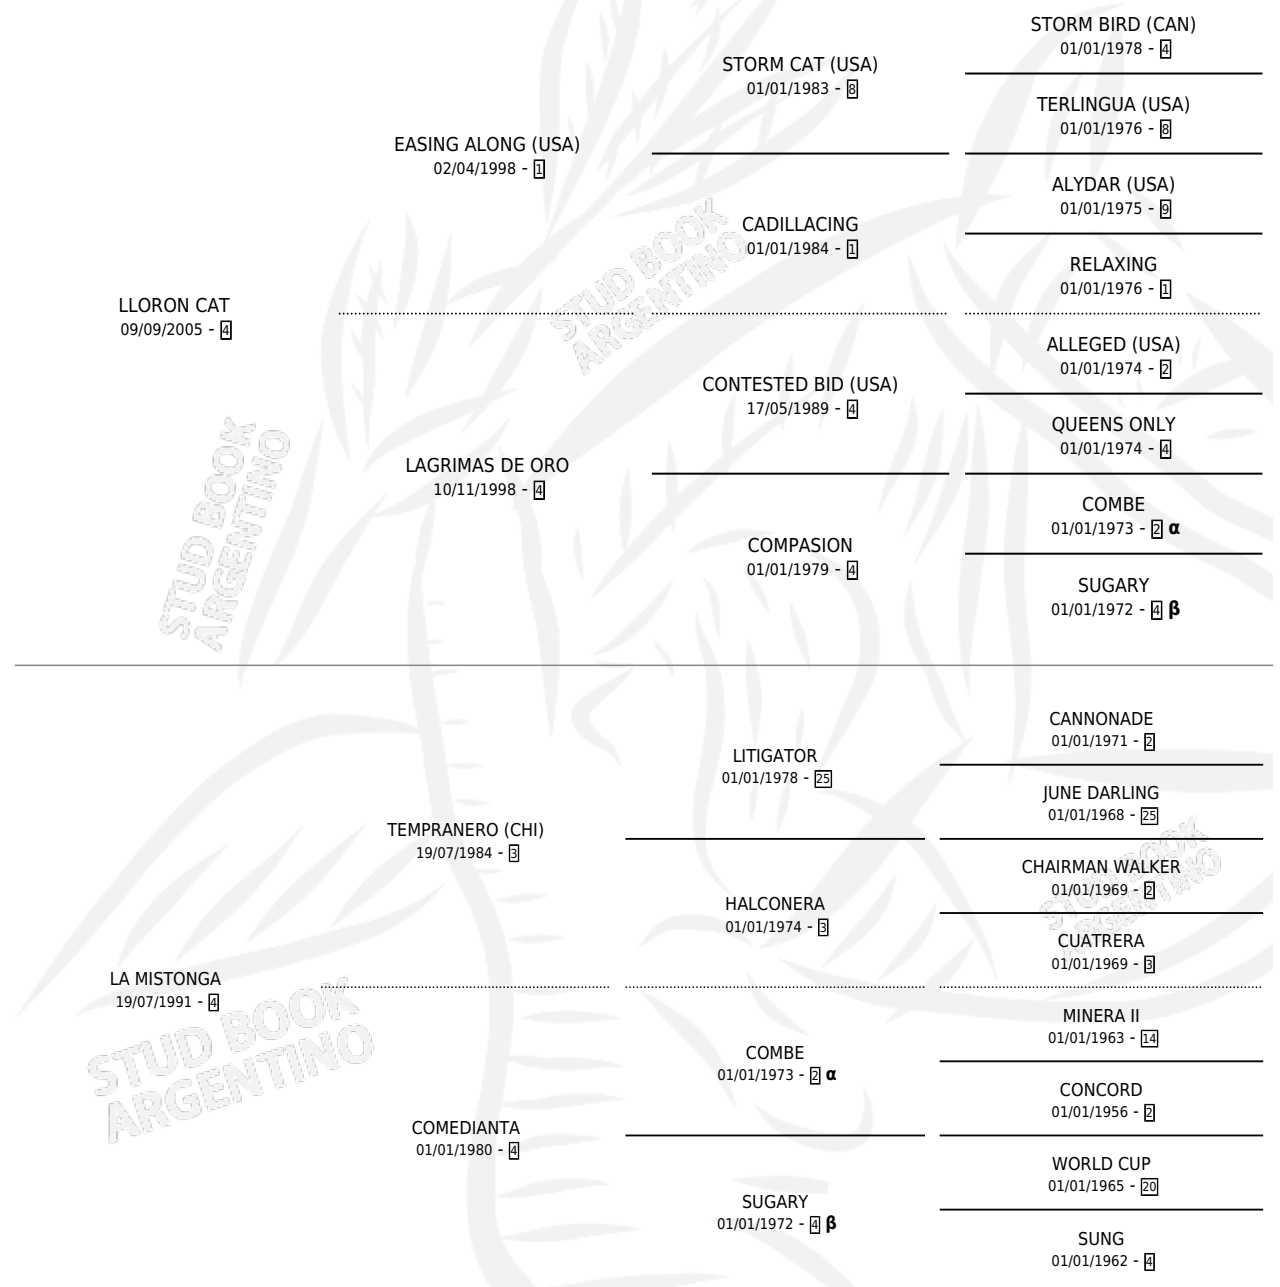 STORM BIRD (CAN)
01/01/1978 - 4
STORM CAT (USA)
01/01/1983 - 8
TERLINGUA (USA)
01/01/1976 - 8
EASING ALONG (USA)
02/04/1998 - 1
ALYDAR (USA)
01/01/1975 - 9
CADILLACING
01/01/1984 - 1
RELAXING
01/01/1976 - 1
LLORON CAT
09/09/2005 - 4
ALLEGED (USA)
01/01/1974 - 2
CONTESTED BID (USA)
17/05/1989 - 4
QUEENS ONLY
01/01/1974 - 4
LAGRIMAS DE ORO
10/11/1998 - 4
COMBE
01/01/1973 - 2 α
COMPASION
01/01/1979 - 4
SUGARY
01/01/1972 - 4 β
CANNONADE
01/01/1971 - 2
LITIGATOR
01/01/1978 - 25
JUNE DARLING
01/01/1968 - 25
TEMPRANERO (CHI)
19/07/1984 - 3
CHAIRMAN WALKER
01/01/1969 - 2
HALCONERA
01/01/1974 - 3
CUATRERA
01/01/1969 - 3
LA MISTONGA
19/07/1991 - 4
MINERA II
01/01/1963 - 14
COMBE
01/01/1973 - 2 α
CONCORD
01/01/1956 - 2
COMEDIANTA
01/01/1980 - 4
WORLD CUP
01/01/1965 - 20
SUGARY
01/01/1972 - 4 β
SUNG
01/01/1962 - 4
STUD BOOK
ARGENTINO
STUD BOOK
ARGENTINO
STUD BOOK
ARGENTINO
STUD BOOK
ARGENTINO